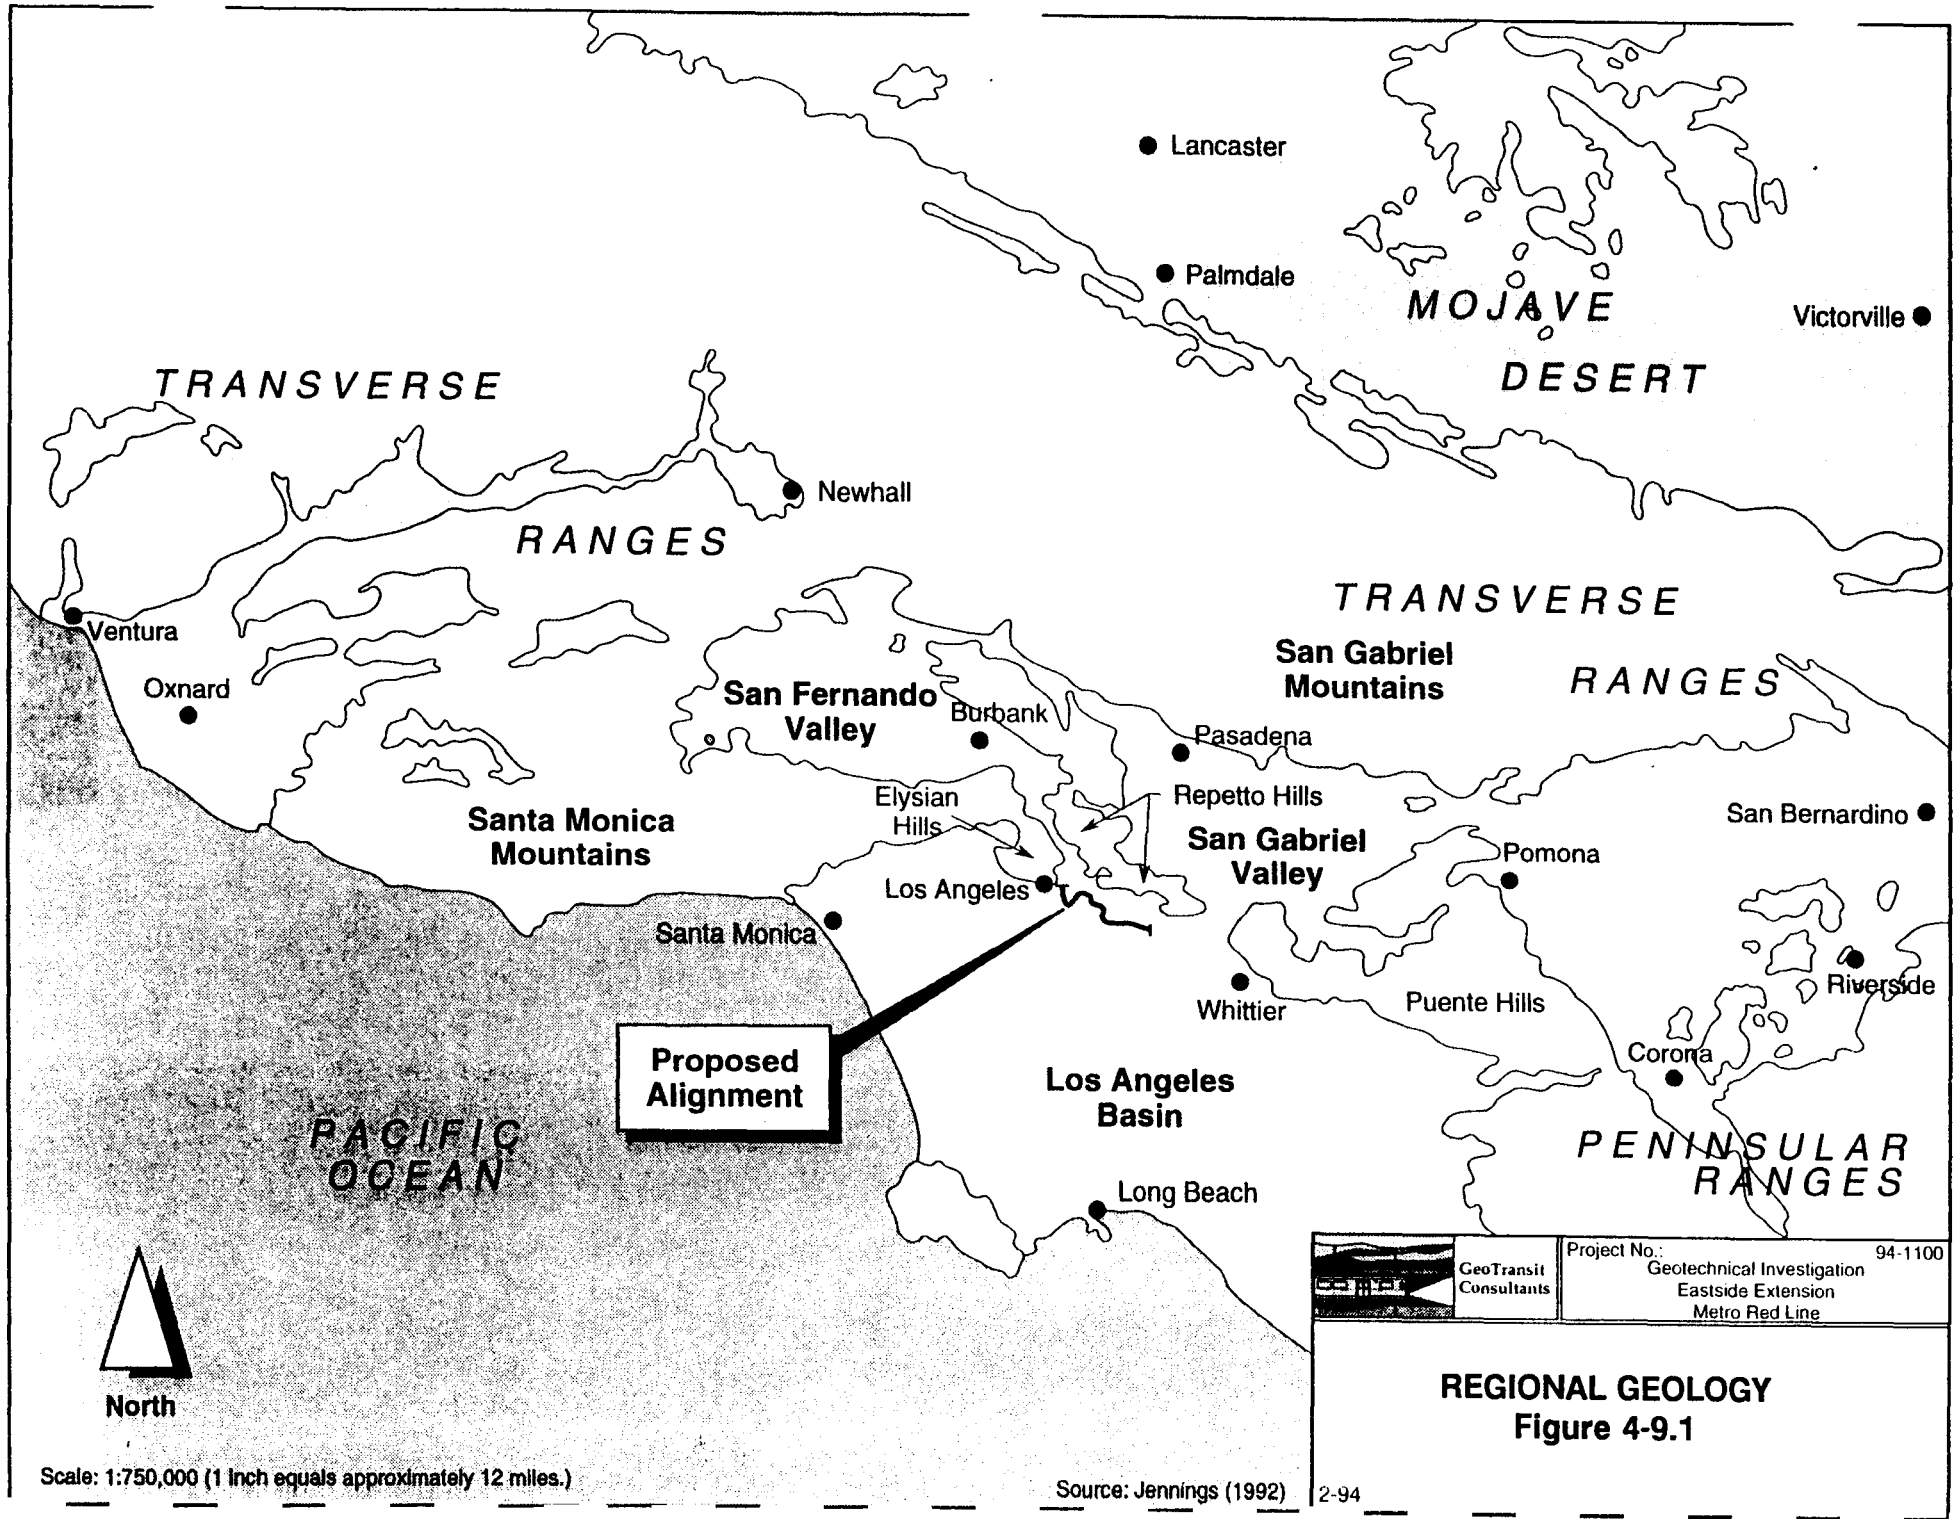 Lancaster
Palmdale
MOJAVE
DESERT
Victorville
TRANSVERSE
RANGES
Newhall
Ventura
Oxnard
TRANSVERSE
RANGES
San Gabriel
Mountains
San Fernando
Valley
Burbank
Pasadena
Elysian
Hills
Repetto Hills
San Bernardino
Santa Monica
Mountains
San Gabriel
Valley
Pomona
Los Angeles
Santa Monica
Whittier
Puente Hills
Riverside
Corona
Proposed
Alignment
Los Angeles
Basin
PACIFIC
OCEAN
PENINSULAR
RANGES
Long Beach
North
GeoTransit
Consultants
Project No.: 94-1100
Geotechnical Investigation
Eastside Extension
Metro Red Line
REGIONAL GEOLOGY
Figure 4-9.1
Scale: 1:750,000 (1 inch equals approximately 12 miles.)
Source: Jennings (1992)
2-94